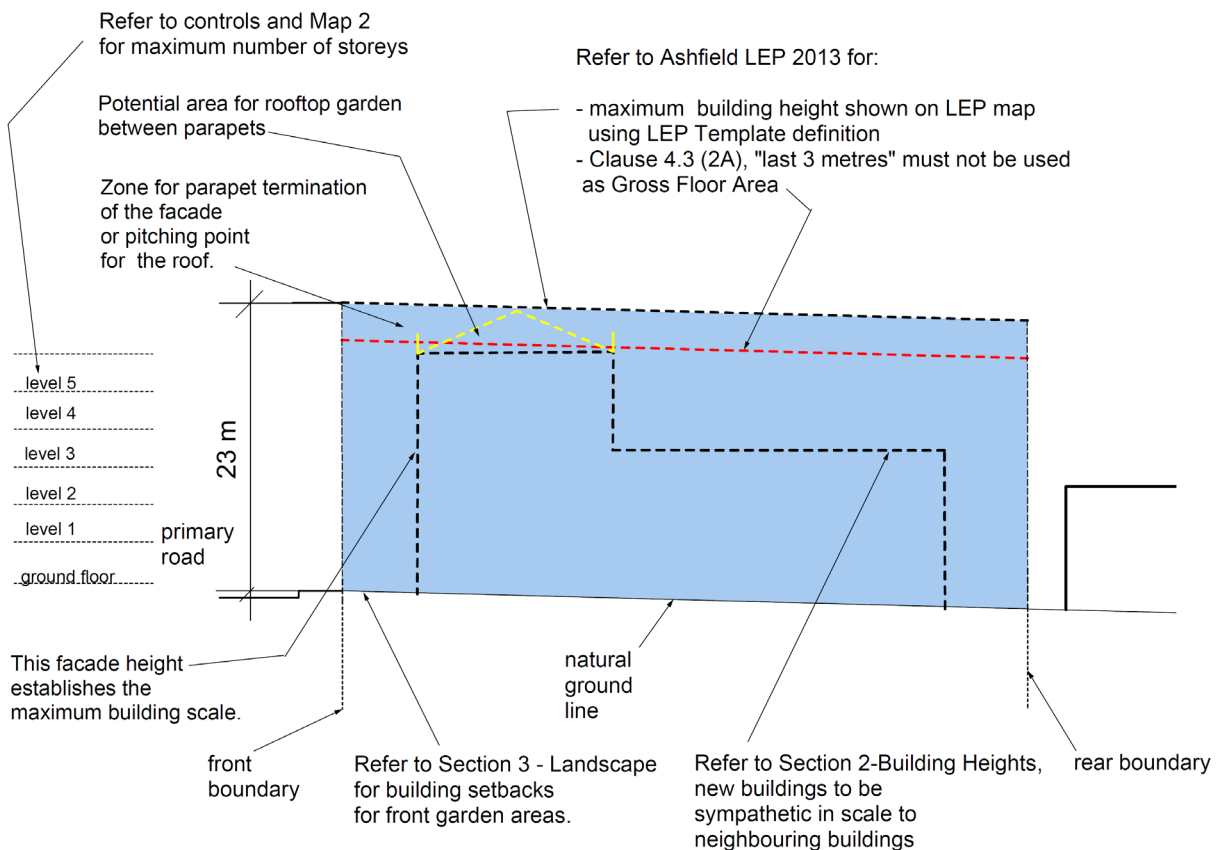 Refer to controls and Map 2
for maximum number of storeys
Refer to Ashfield LEP 2013 for:
- maximum building height shown on LEP map
using LEP Template definition
- Clause 4.3 (2A), "last 3 metres" must not be used
as Gross Floor Area
Potential area for rooftop garden
between parapets
Zone for parapet termination
of the facade
or pitching point
for the roof.
level 5
level 4
level 3
level 2
level 1
ground floor
23 m
primary
road
This facade height
establishes the
maximum building scale.
natural
ground
line
front
boundary
Refer to Section 3 - Landscape
for building setbacks
for front garden areas.
Refer to Section 2-Building Heights,
new buildings to be
sympathetic in scale to
neighbouring buildings
rear boundary